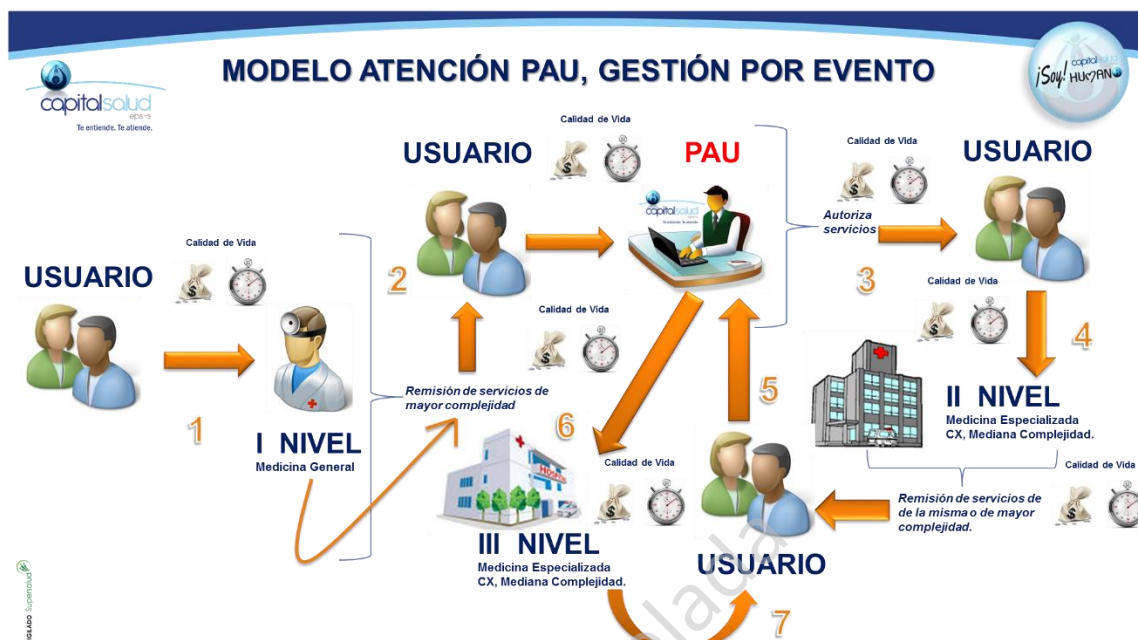 MODELO ATENCIÓN PAU, GESTIÓN POR EVENTO
capitalsalud
eps-s
Te entiende. Te atiende.
¡Soy!
capitalsalud
HUMANO
Calidad de Vida
USUARIO
PAU
capitalsalud
Calidad de Vida
USUARIO
Autoriza
servicios
Calidad de Vida
USUARIO
2
3
Calidad de Vida
Calidad de Vida
4
1
I NIVEL
Medicina General
Remisión de servicios de
mayor complejidad
6
5
HOSPITAL
II NIVEL
Medicina Especializada
CX, Mediana Complejidad.
Calidad de Vida
Calidad de Vida
Remisión de servicios de
de la misma o de mayor
complejidad.
III NIVEL
Medicina Especializada
CX, Mediana Complejidad.
USUARIO
7
Supersalud